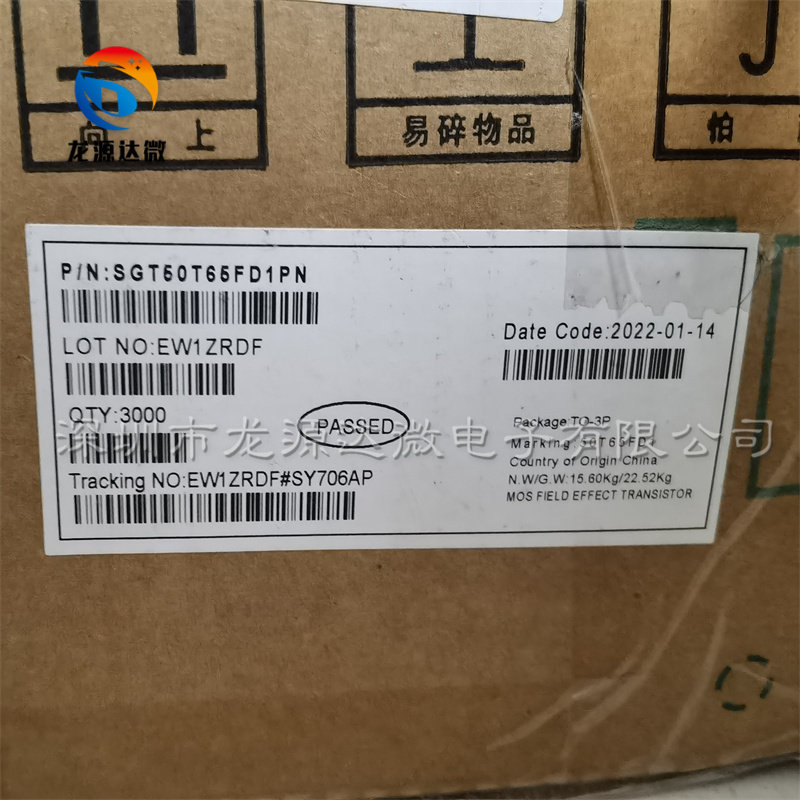 向 上
易碎物品
怕
龙源达微
P/N:SGT50T65FD1PN
LOT NO:EW1ZRDF
Date Code:2022-01-14
QTY:3000
PASSED
Package TO-3P
深圳市龙源达微电子有限公司
Marking:50T65FD1
Country of Origin China
Tracking NO:EW1ZRDF#SY706AP
N.W/G.W:15.60Kg/22.52Kg
MOS FIELD EFFECT TRANSISTOR